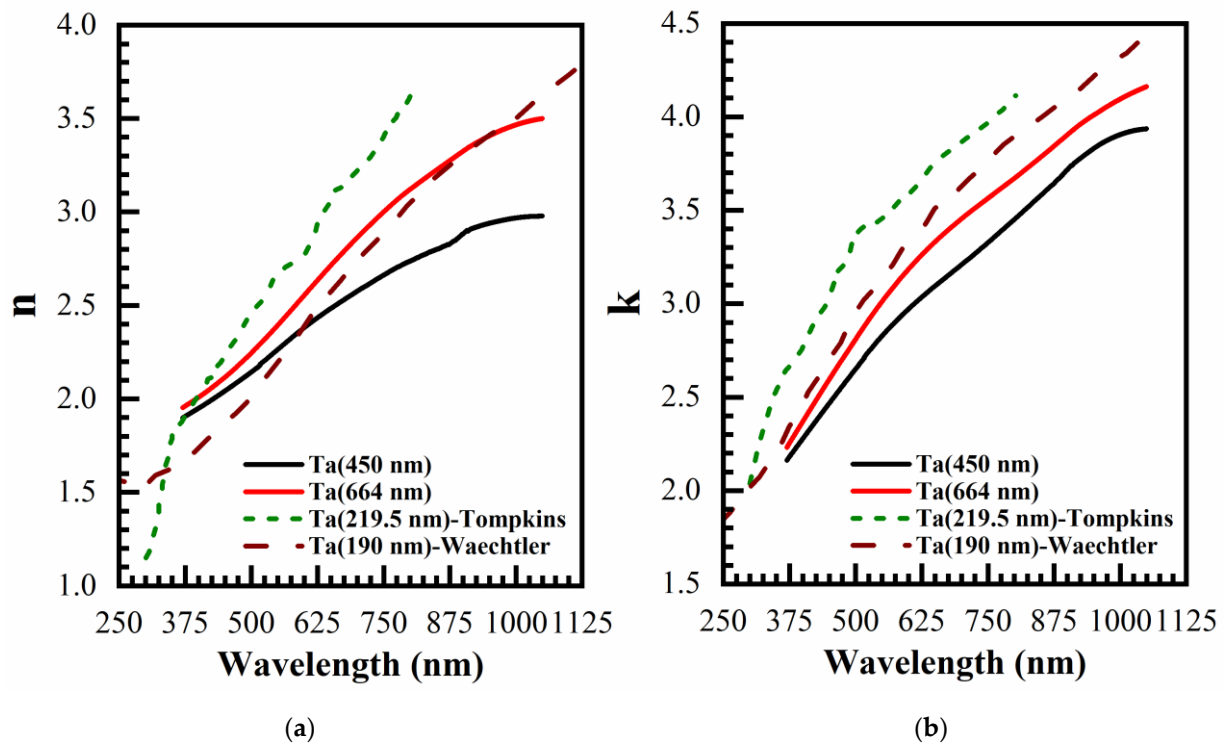 4.0
3.5
3.0
2.5
2.0
1.5
1.0
n
Ta(450 nm)
Ta(664 nm)
Ta(219.5 nm)-Tompkins
Ta(190 nm)-Waechtler
250 375 500 625 750 875 1000 1125
Wavelength (nm)
(a)
4.5
4.0
3.5
3.0
2.5
2.0
1.5
k
Ta(450 nm)
Ta(664 nm)
Ta(219.5 nm)-Tompkins
Ta(190 nm)-Waechtler
250 375 500 625 750 875 1000 1125
Wavelength (nm)
(b)